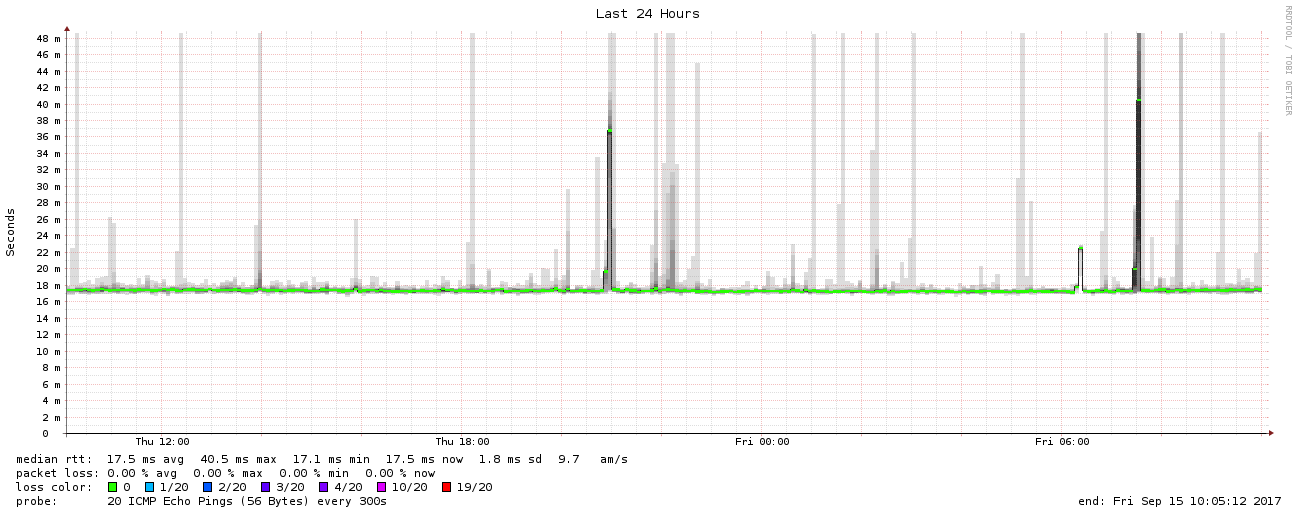 Last 24 Hours
RRDTOOL / TOBI OETIKER
Seconds
48 m
46 m
44 m
42 m
40 m
38 m
36 m
34 m
32 m
30 m
28 m
26 m
24 m
22 m
20 m
18 m
16 m
14 m
12 m
10 m
8 m
6 m
4 m
2 m
0
Thu 12:00 Thu 18:00 Fri 00:00 Fri 06:00
median rtt: 17.5 ms avg 40.5 ms max 17.1 ms min 17.5 ms now 1.8 ms sd 9.7 am/s
packet loss: 0.00 % avg 0.00 % max 0.00 % min 0.00 % now
loss color: 0 1/20 2/20 3/20 4/20 10/20 19/20
probe: 20 ICMP Echo Pings (56 Bytes) every 300s end: Fri Sep 15 10:05:12 2017